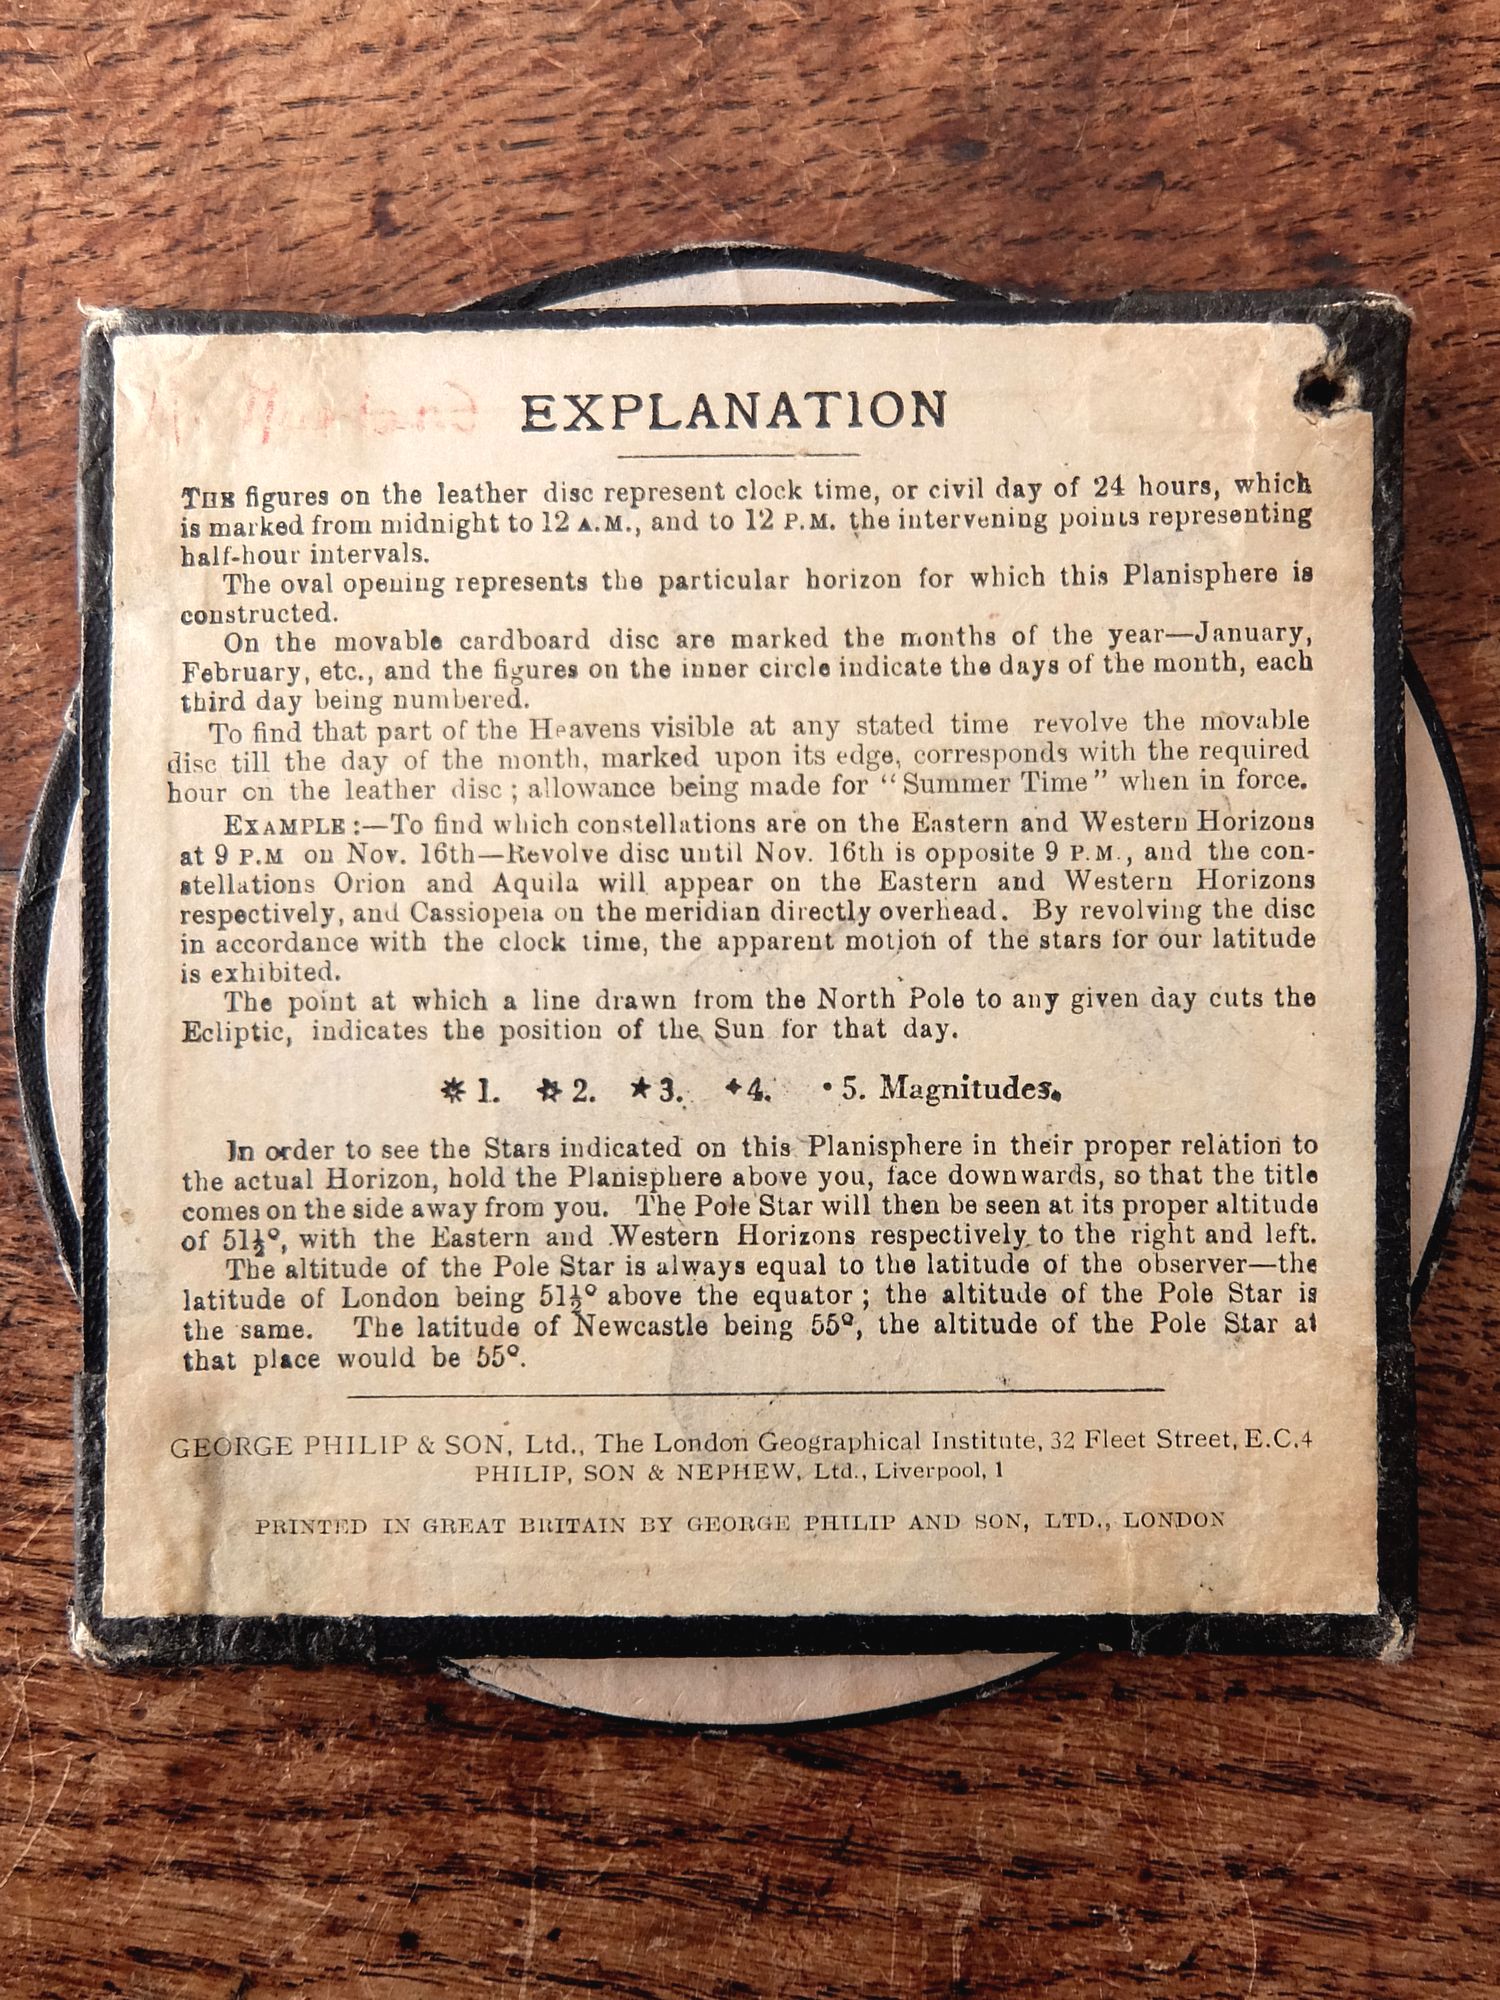 EXPLANATION
THE figures on the leather disc represent clock time, or civil day of 24 hours, which
is marked from midnight to 12 A.M., and to 12 P.M. the intervening points representing
half-hour intervals.
The oval opening represents the particular horizon for which this Planisphere is
constructed.
On the movable cardboard disc are marked the months of the year—January,
February, etc., and the figures on the inner circle indicate the days of the month, each
third day being numbered.
To find that part of the Heavens visible at any stated time revolve the movable
disc till the day of the month, marked upon its edge, corresponds with the required
hour on the leather disc; allowance being made for "Summer Time" when in force.
EXAMPLE:—To find which constellations are on the Eastern and Western Horizons
at 9 P.M on Nov. 16th—Revolve disc until Nov. 16th is opposite 9 P.M., and the con-
stellations Orion and Aquila will appear on the Eastern and Western Horizons
respectively, and Cassiopeia on the meridian directly overhead. By revolving the disc
in accordance with the clock time, the apparent motion of the stars for our latitude
is exhibited.
The point at which a line drawn from the North Pole to any given day cuts the
Ecliptic, indicates the position of the Sun for that day.
1. 2. 3. 4. 5. Magnitudes.
In order to see the Stars indicated on this Planisphere in their proper relation to
the actual Horizon, hold the Planisphere above you, face downwards, so that the title
comes on the side away from you. The Pole Star will then be seen at its proper altitude
of 51½°, with the Eastern and Western Horizons respectively to the right and left.
The altitude of the Pole Star is always equal to the latitude of the observer—the
latitude of London being 51½° above the equator; the altitude of the Pole Star is
the same. The latitude of Newcastle being 55°, the altitude of the Pole Star at
that place would be 55°.
GEORGE PHILIP & SON, Ltd., The London Geographical Institute, 32 Fleet Street, E.C.4
PHILIP, SON & NEPHEW, Ltd., Liverpool, 1
PRINTED IN GREAT BRITAIN BY GEORGE PHILIP AND SON, LTD., LONDON